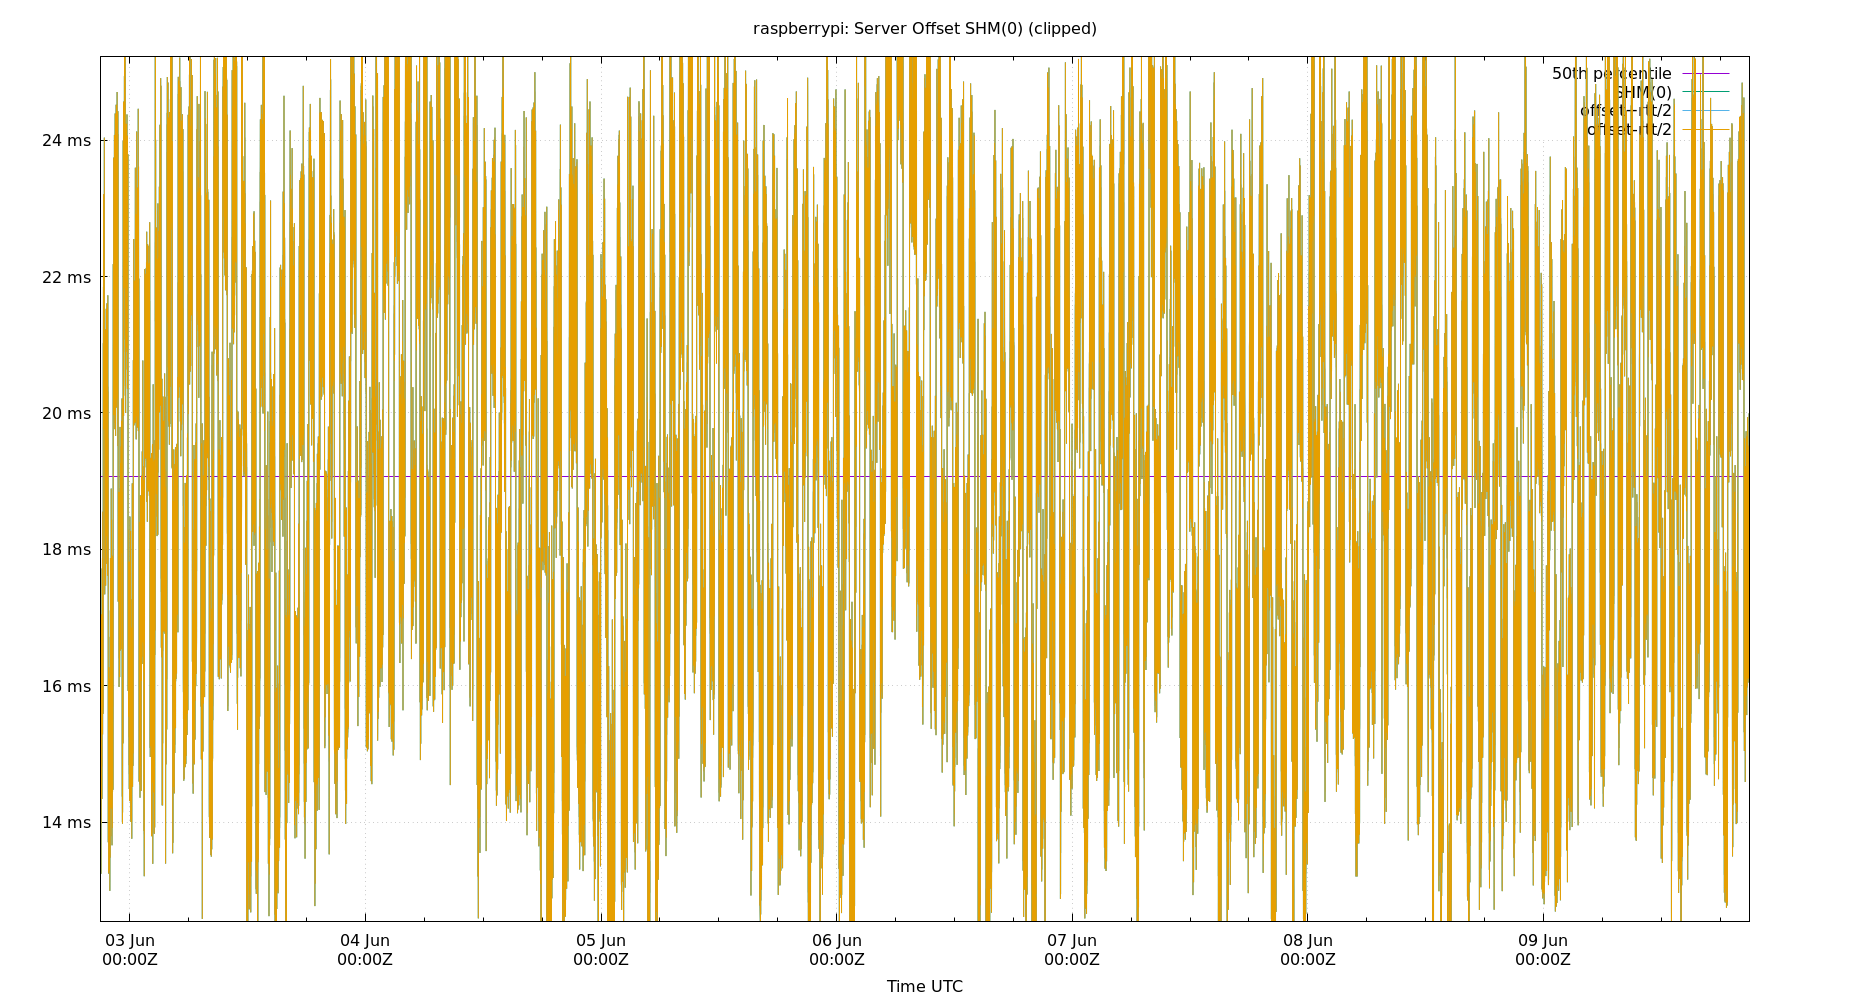 raspberrypi: Server Offset SHM(0) (clipped)
50th percentile
SHM(0)
offset+rtt/2
offset-rtt/2
24 ms
22 ms
20 ms
18 ms
16 ms
14 ms
03 Jun
00:00Z
04 Jun
00:00Z
05 Jun
00:00Z
06 Jun
00:00Z
07 Jun
00:00Z
08 Jun
00:00Z
09 Jun
00:00Z
Time UTC